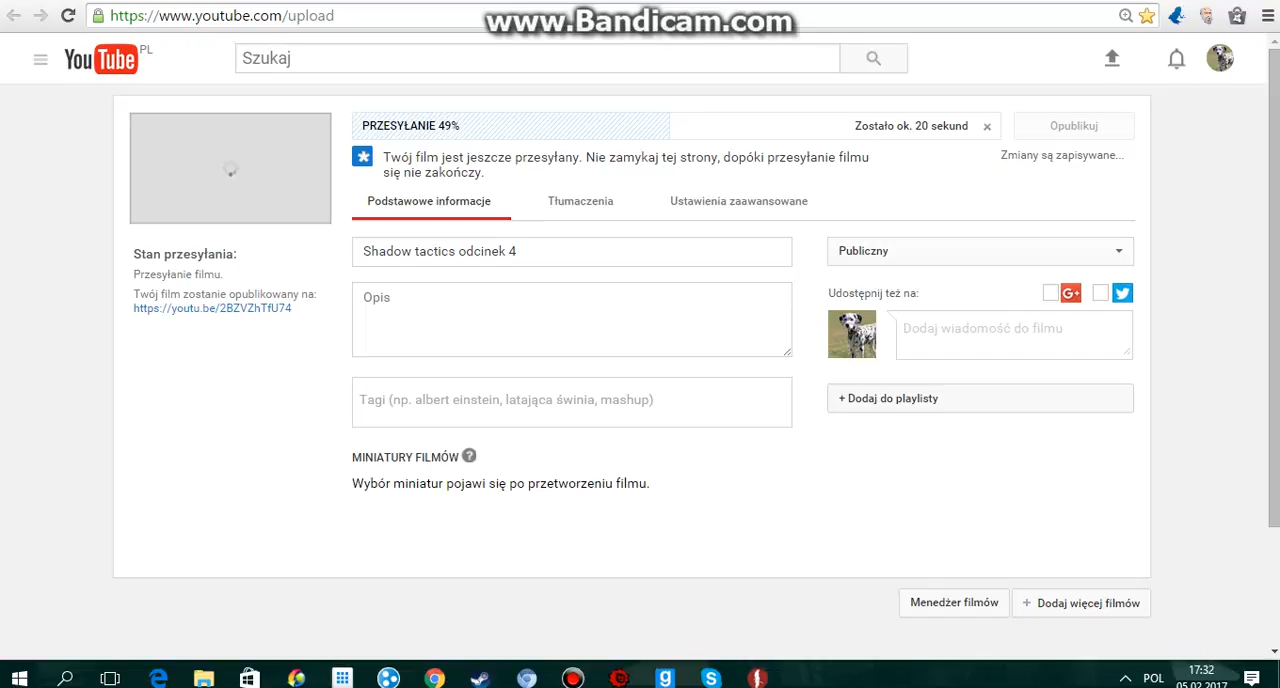 https://www.youtube.com/upload
www.Bandicam.com
YouTube PL
Szukaj
PRZESYŁANIE 49%
Zostało ok. 20 sekund
Opublikuj
Twój film jest jeszcze przesyłany. Nie zamykaj tej strony, dopóki przesyłanie filmu
się nie zakończy.
Zmiany są zapisywane...
Podstawowe informacje
Tłumaczenia
Ustawienia zaawansowane
Stan przesyłania:
Przesyłanie filmu.
Twój film zostanie opublikowany na:
https://youtu.be/2BZVZhTfU74
Shadow tactics odcinek 4
Opis
Tagi (np. albert einstein, latająca świnia, mashup)
MINIATURY FILMÓW ?
Wybór miniatur pojawi się po przetworzeniu filmu.
Publiczny
Udostępnij też na:
G+
Dodaj wiadomość do filmu
+ Dodaj do playlisty
Menedżer filmów
+ Dodaj więcej filmów
POL
17:32
05.02.2017